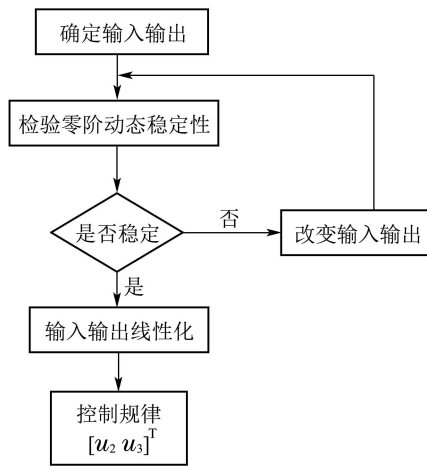 确定输入输出
检验零阶动态稳定性
是否稳定
否
改变输入输出
是
输入输出线性化
控制规律
[u₂ u₃]ᵀ